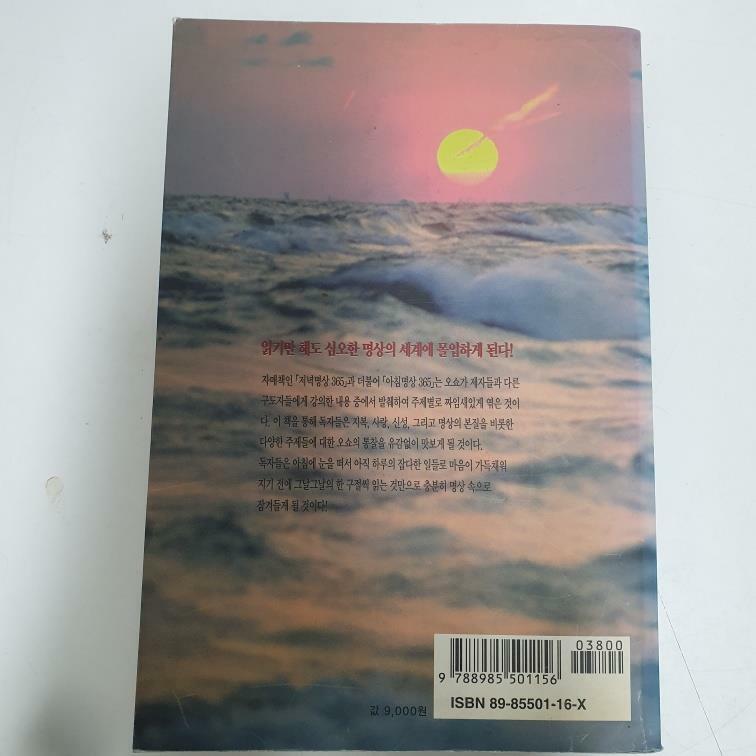 읽기만 해도 심오한 명상의 세계에 몰입하게 된다!
자매책인 「저녁명상 365」과 더불어 「아침명상 365」는 오쇼가 제자들과 다른
구도자들에게 강의한 내용 중에서 발췌하여 주제별로 짜임새있게 엮은 것이
다. 이 책을 통해 독자들은 지복, 사랑, 신성, 그리고 명상의 본질을 비롯한
다양한 주제들에 대한 오쇼의 통찰을 유감없이 맛보게 될 것이다.
독자들은 아침에 눈을 떠서 아직 하루의 잡다한 일들로 마음이 가득채워
지기 전에 그날그날의 한 구절씩 읽는 것만으로 충분히 명상 속으로
잠겨들게 될 것이다!
03800
9 788985 501156
ISBN 89-85501-16-X
값 9,000원